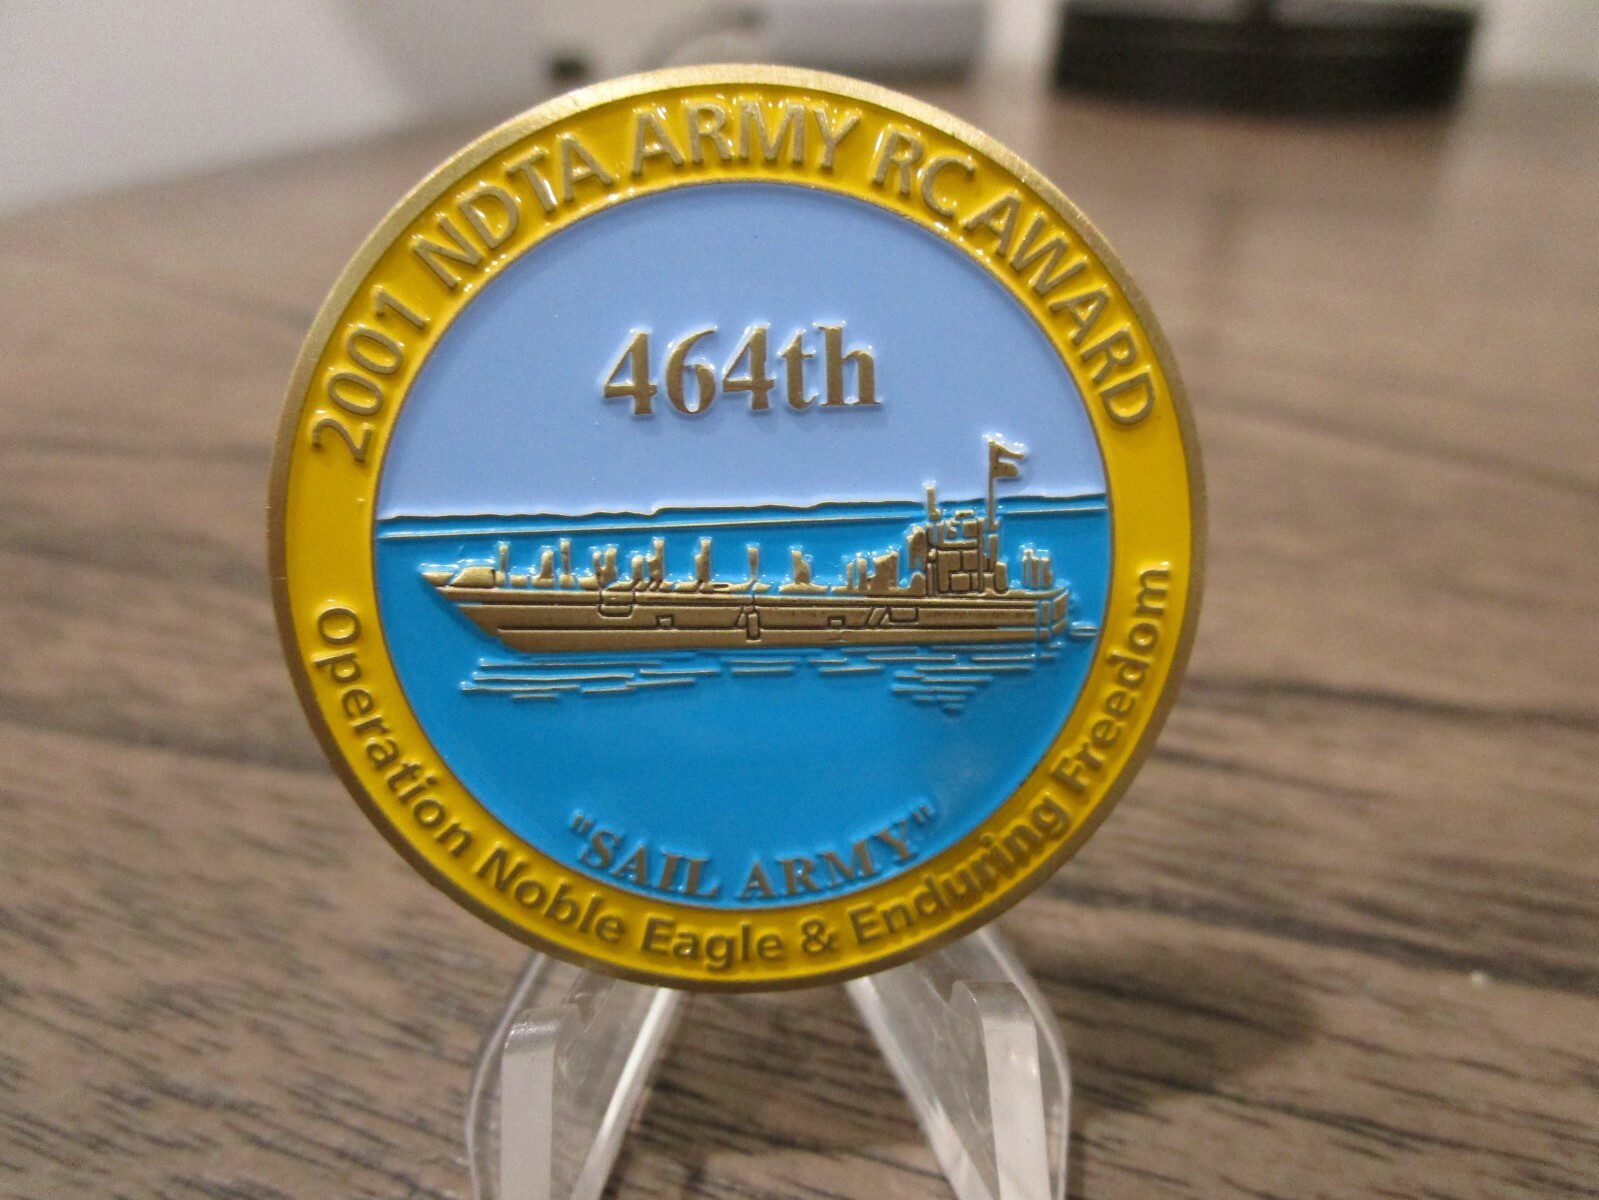 2001 NDTA ARMY RC AWARD
464th
"SAIL ARMY"
Operation Noble Eagle & Enduring Freedom